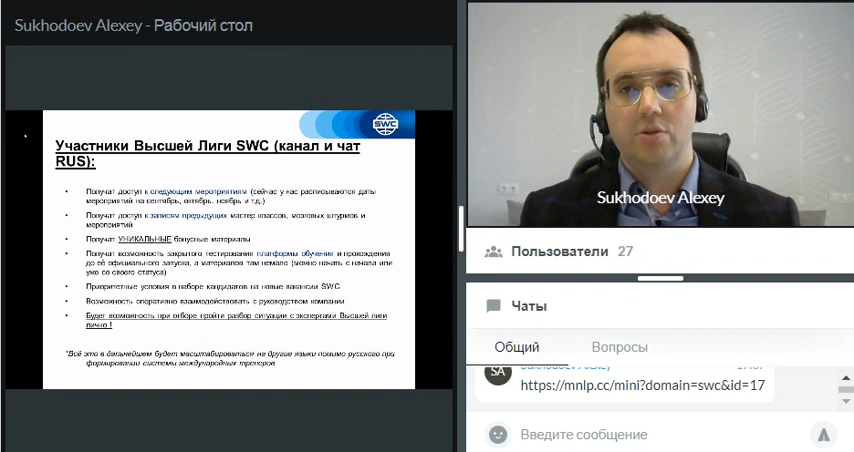 Sukhodoev Alexey - Рабочий стол
SWC
Участники Высшей Лиги SWC (канал и чат
RUS):
• Получат доступ к следующим мероприятиям (сейчас у нас расписываются даты
мероприятий на сентябрь, октябрь, ноябрь и т.д.)
• Получат доступ к записям предыдущих мастер классов, мозговых штурмов и
мероприятий
• Получат УНИКАЛЬНЫЕ бонусные материалы
• Получат возможность закрытого тестирования платформы обучения и прохождения
до её официального запуска, а материалов там немало (можно начать с начала или
уже со своего статуса)
• Приоритетные условия в наборе кандидатов на новые вакансии SWC
• Возможность оперативно взаимодействовать с руководством компании
• Будет возможность при отборе пройти разбор ситуации с экспертами Высшей лиги
лично !
*Всё это в дальнейшем будет масштабироваться на другие языки помимо русского при
формировании системы международных тренеров
Sukhodoev Alexey
Пользователи 27
Чаты
Общий Вопросы
SA
https://mnlp.cc/mini?domain=swc&id=17
Введите сообщение